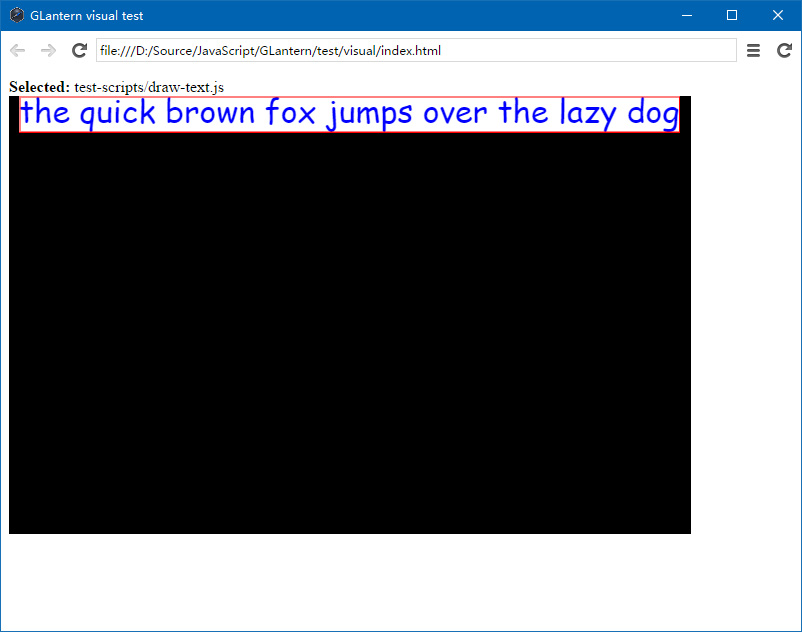 GLantern visual test
file:///D:/Source/JavaScript/GLantern/test/visual/index.html
Selected: test-scripts/draw-text.js
the quick brown fox jumps over the lazy dog